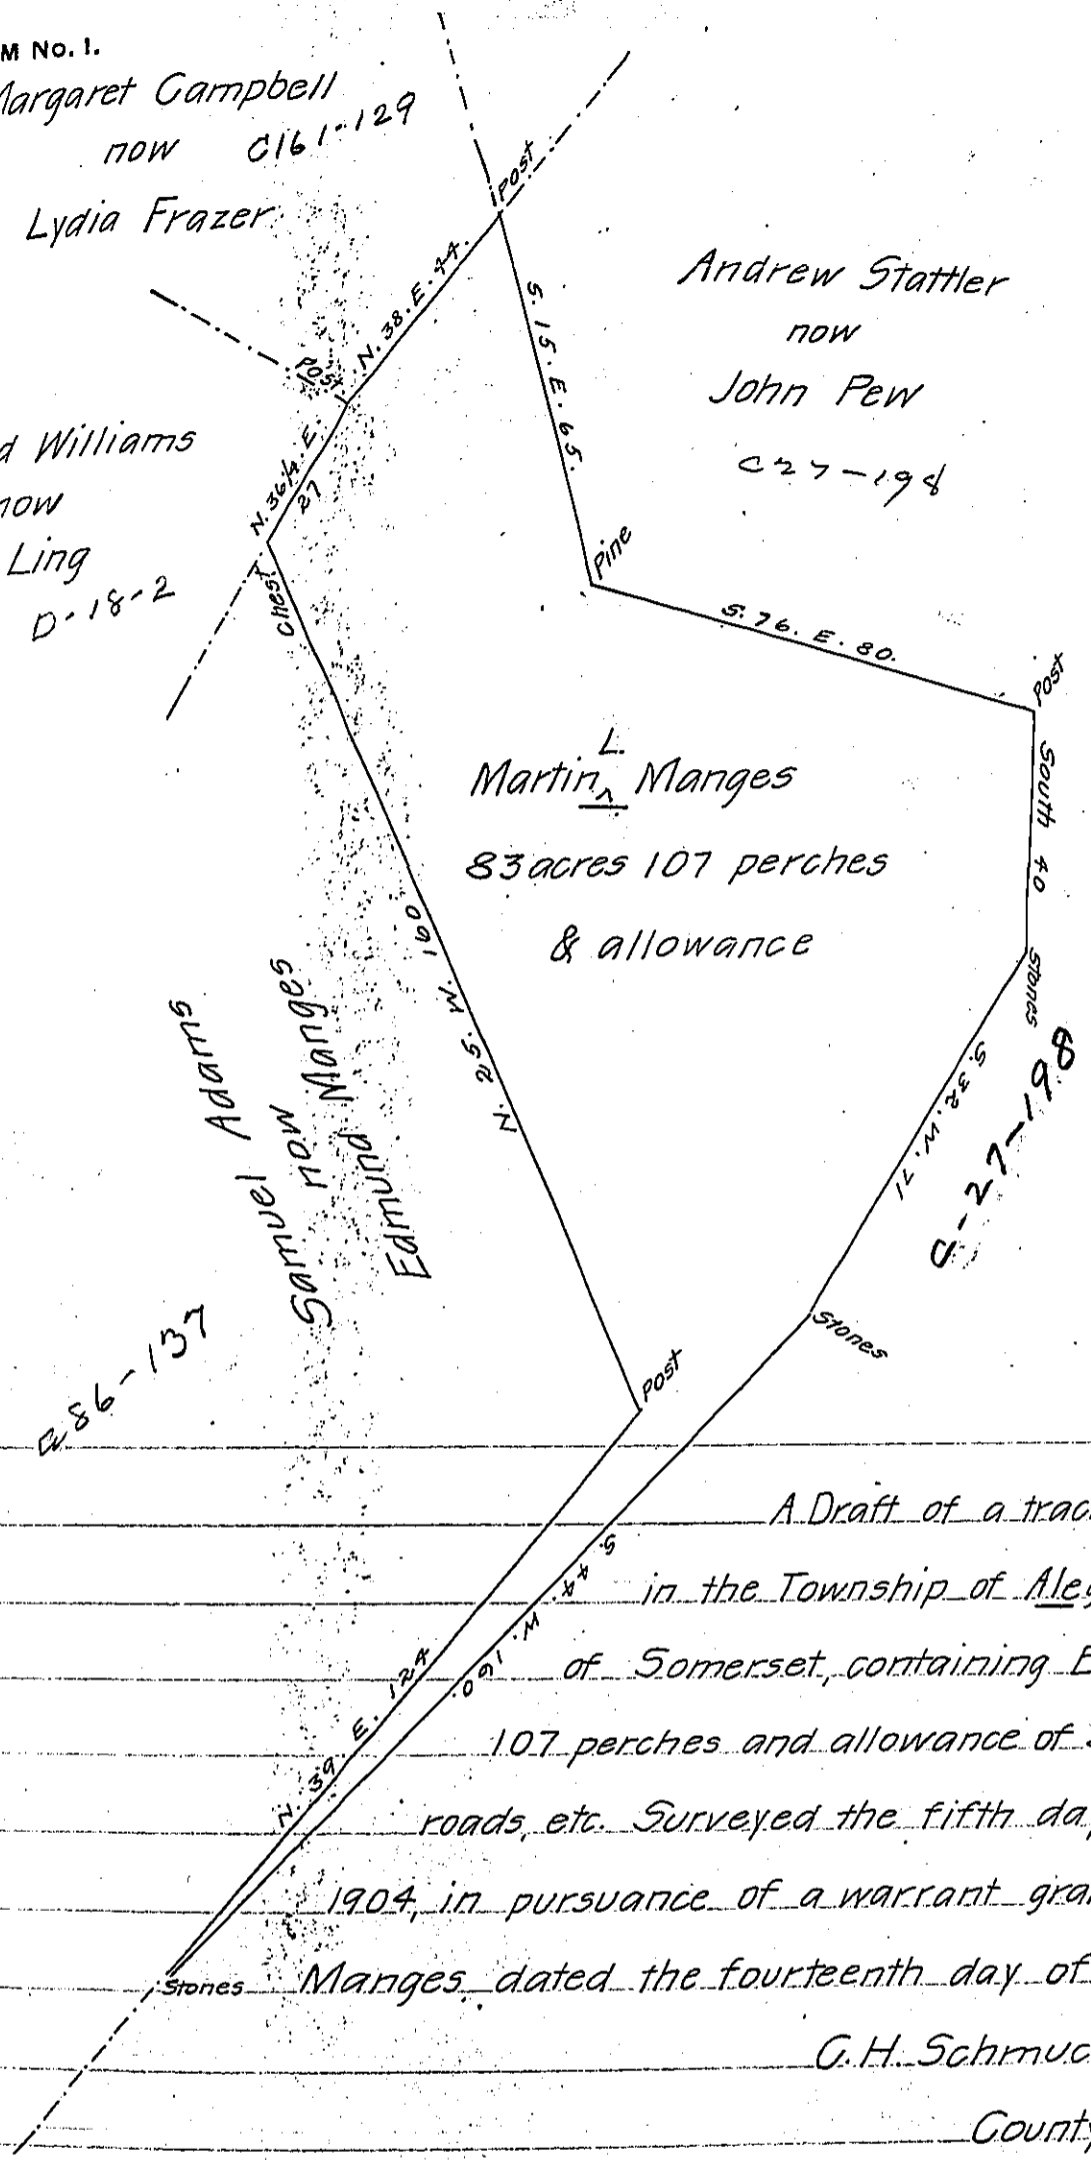 M No. 1.
Margaret Campbell
now C161-129
Lydia Frazer
Post
N. 38. E. 44.
Post
S. 15. E. 65.
Andrew Stattler
now
John Pew
C27-198
d Williams
now
Ling
D-18-2
N. 36¼ E.
27
Chest
Pine
S. 76. E. 80.
Post
South 40
Stones
L.
Martin ^ Manges
83 acres 107 perches
& allowance
N. 25. W. 160
S. 32. W. 71
C-27-198
Samuel Adams
now
Samuel
Edmund Manges
86-137
Stones
Post
S. 44. W. 160.
N. 39 E. 124
Stones
A Draft of a trac
in the Township of Aleg
of Somerset, containing E
107 perches and allowance of
roads, etc. Surveyed the fifth da
1904, in pursuance of a warrant gra
Manges dated the fourteenth day of
C.H. Schmuc
County